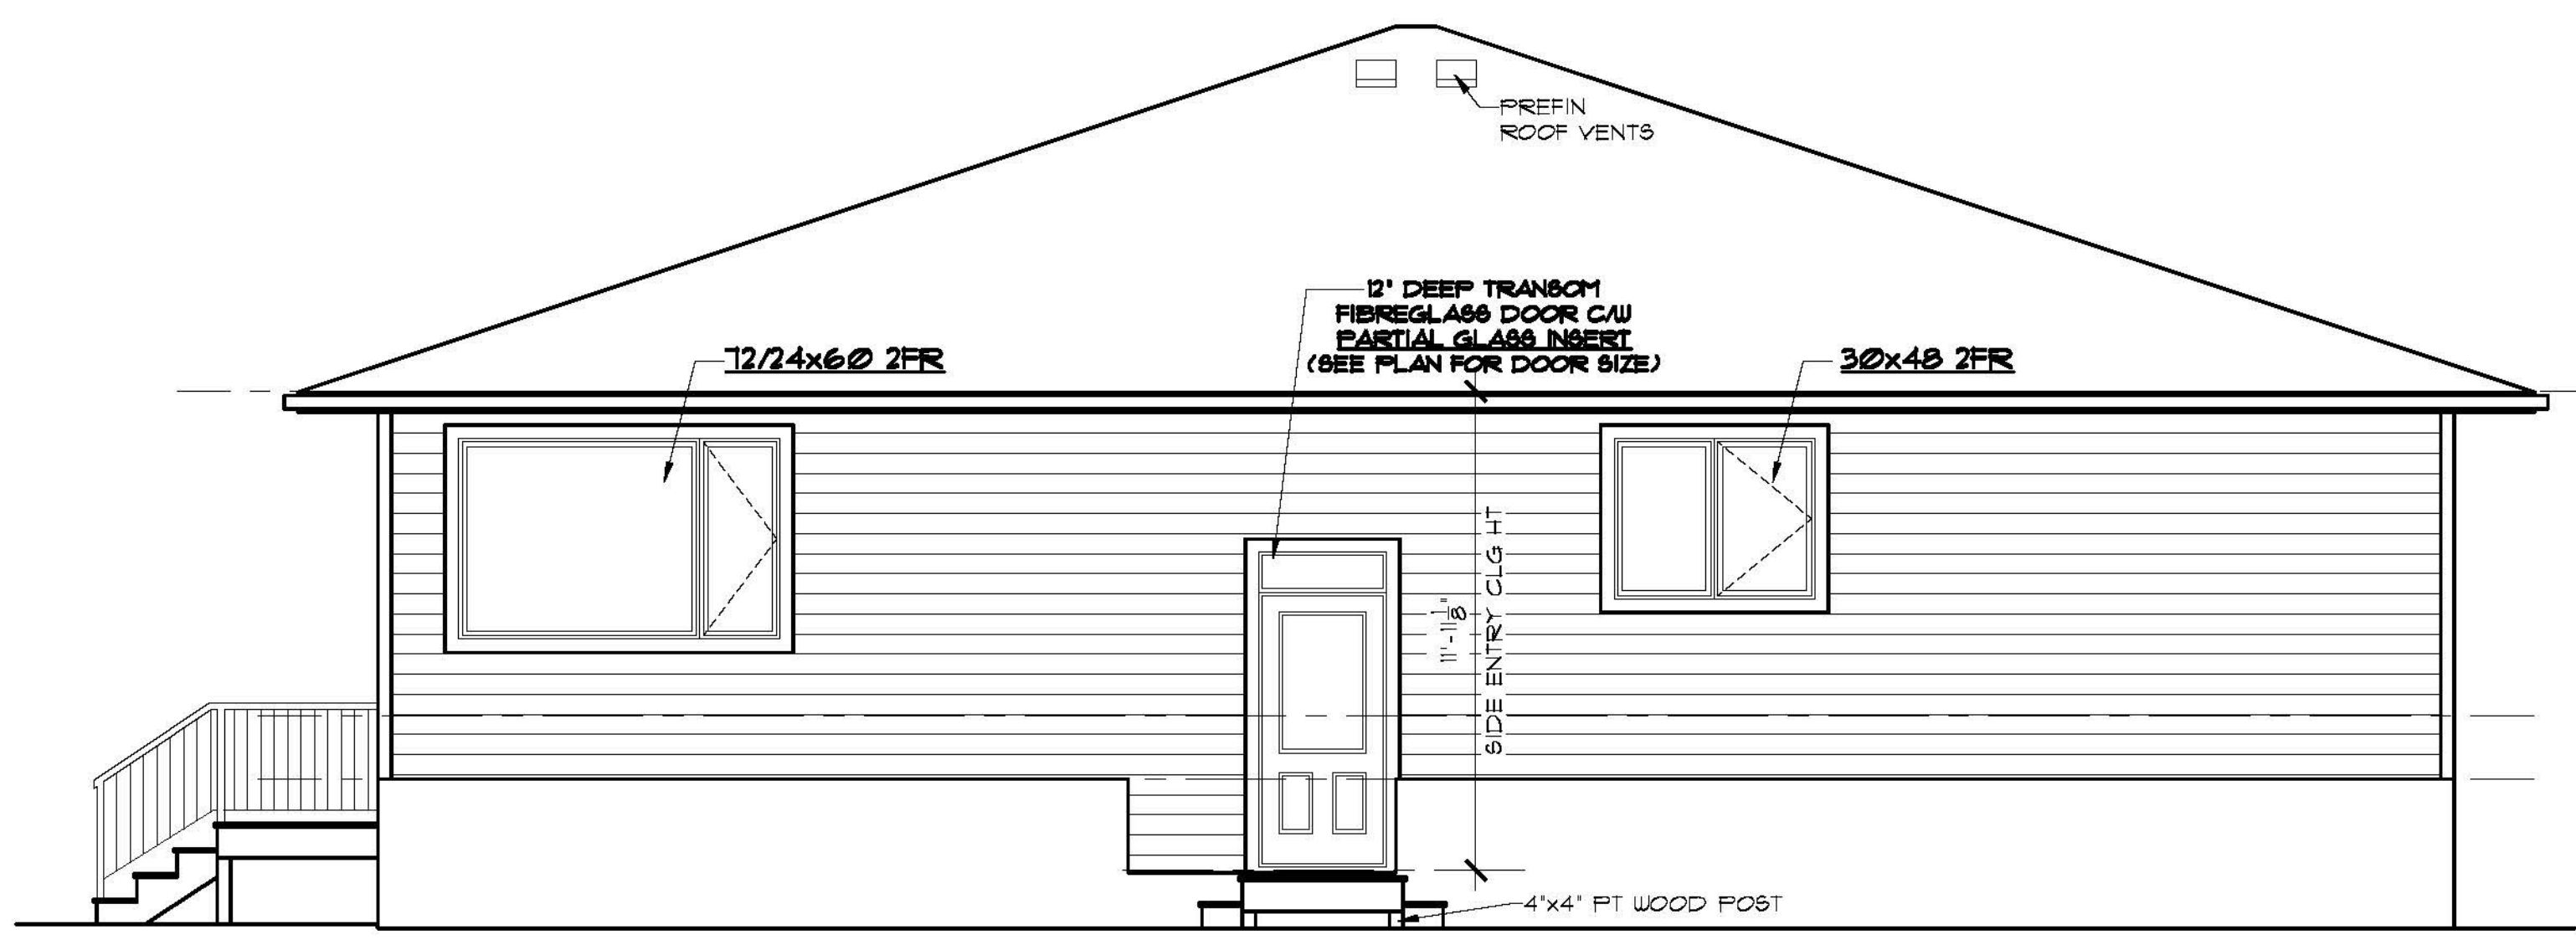 PREFIN
ROOF VENTS
12" DEEP TRANSOM
FIBREGLASS DOOR C/W
PARTIAL GLASS INSERT
(SEE PLAN FOR DOOR SIZE)
72/24x60 2FR
30x48 2FR
11'-11 1/8"
SIDE ENTRY CLG HT
4"x4" PT WOOD POST